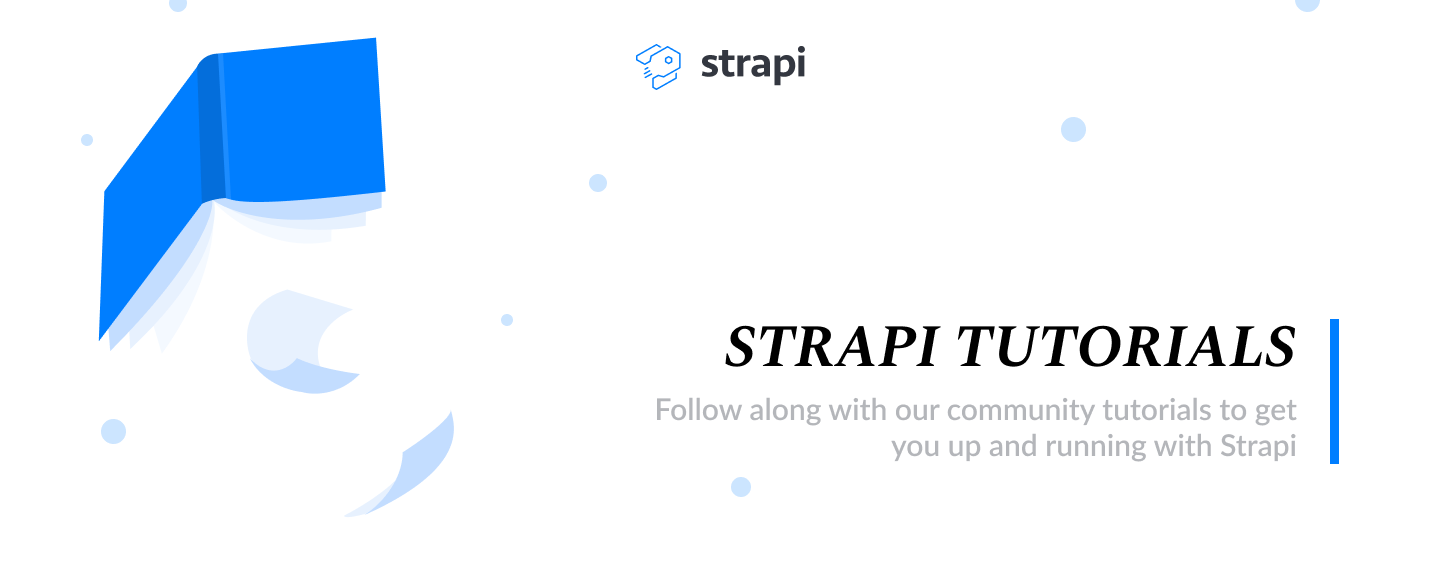 strapi
STRAPI TUTORIALS
Follow along with our community tutorials to get
you up and running with Strapi